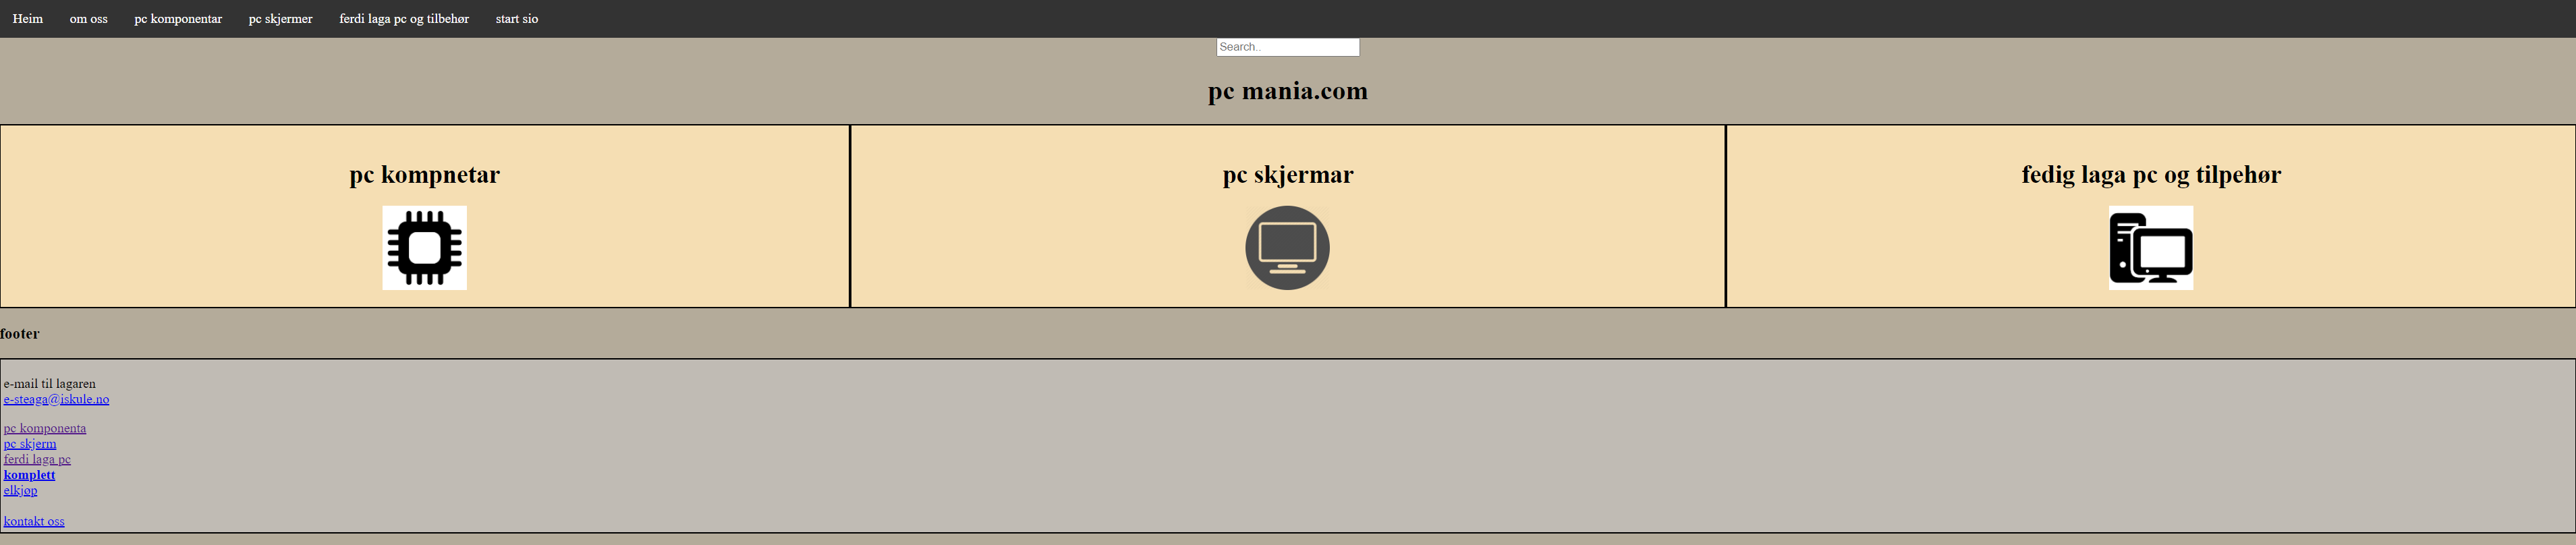 Heim om oss pc komponentar pc skjermer ferdi laga pc og tilbehør start sio
Search..
pc mania.com
pc kompnetar
pc skjermar
fedig laga pc og tilpehør
footer
e-mail til lagaren
e-steaga@iskule.no
pc komponenta
pc skjerm
ferdi laga pc
komplett
elkjøp
kontakt oss